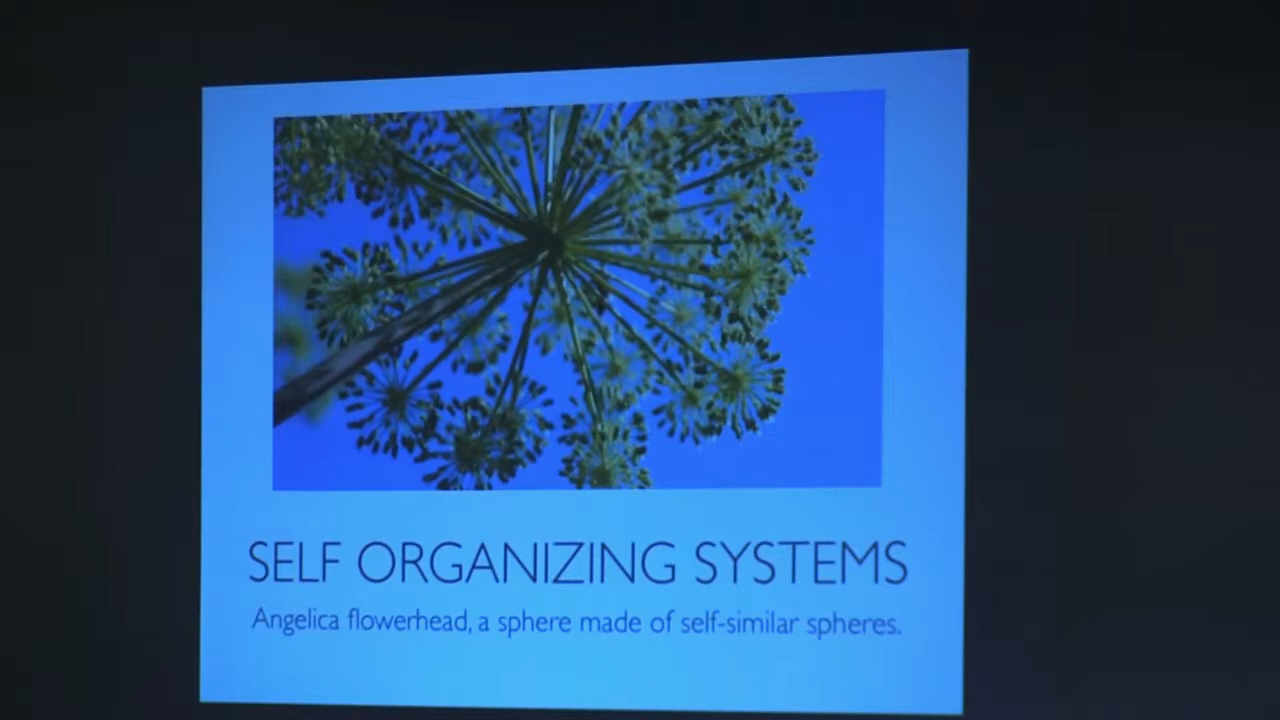 SELF ORGANIZING SYSTEMS
Angelica flowerhead, a sphere made of self-similar spheres.